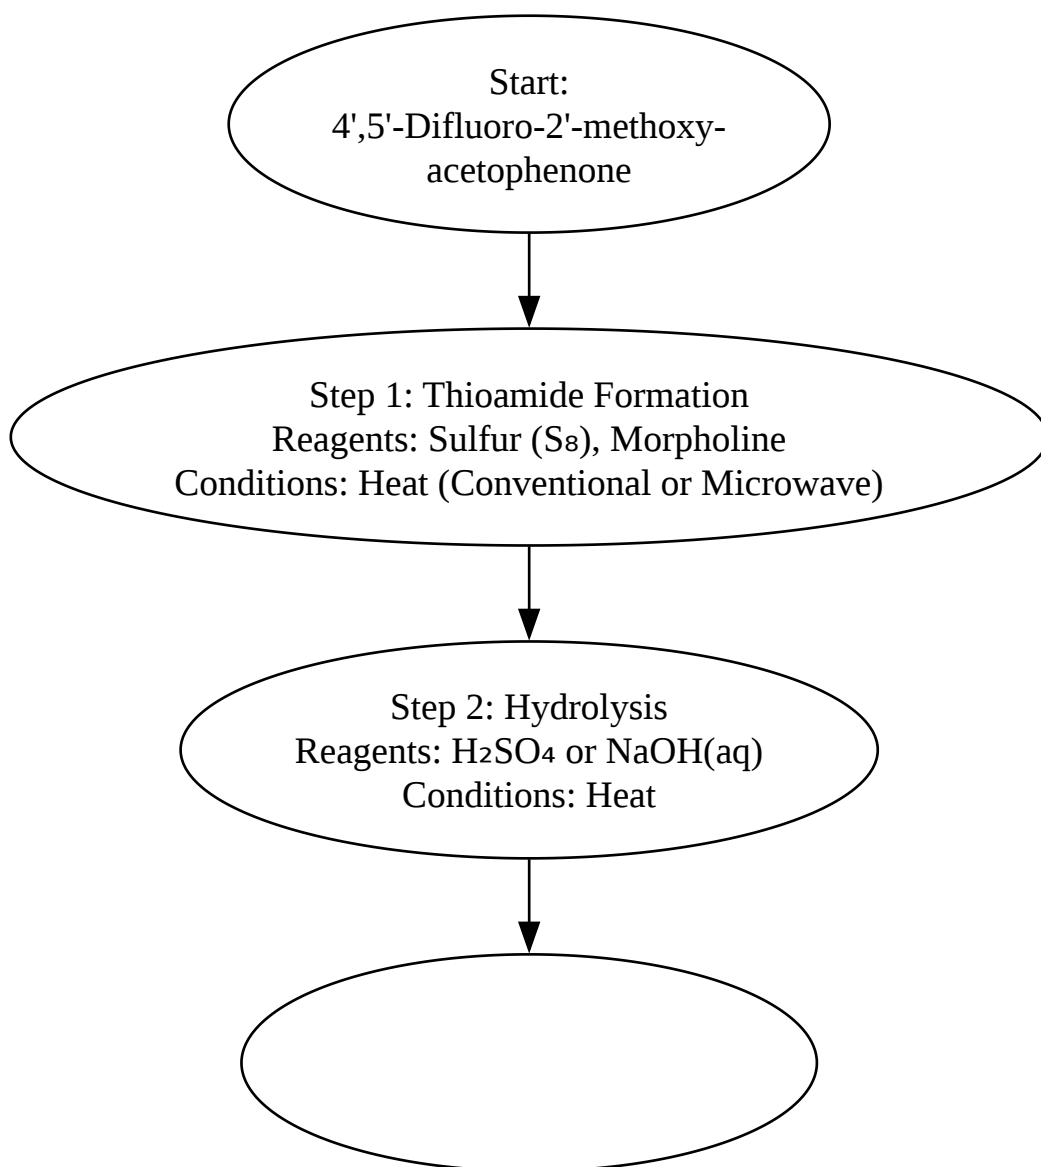 Start:
4',5'-Difluoro-2'-methoxy-
acetophenone
Step 1: Thioamide Formation
Reagents: Sulfur (S₈), Morpholine
Conditions: Heat (Conventional or Microwave)
Step 2: Hydrolysis
Reagents: H₂SO₄ or NaOH(aq)
Conditions: Heat